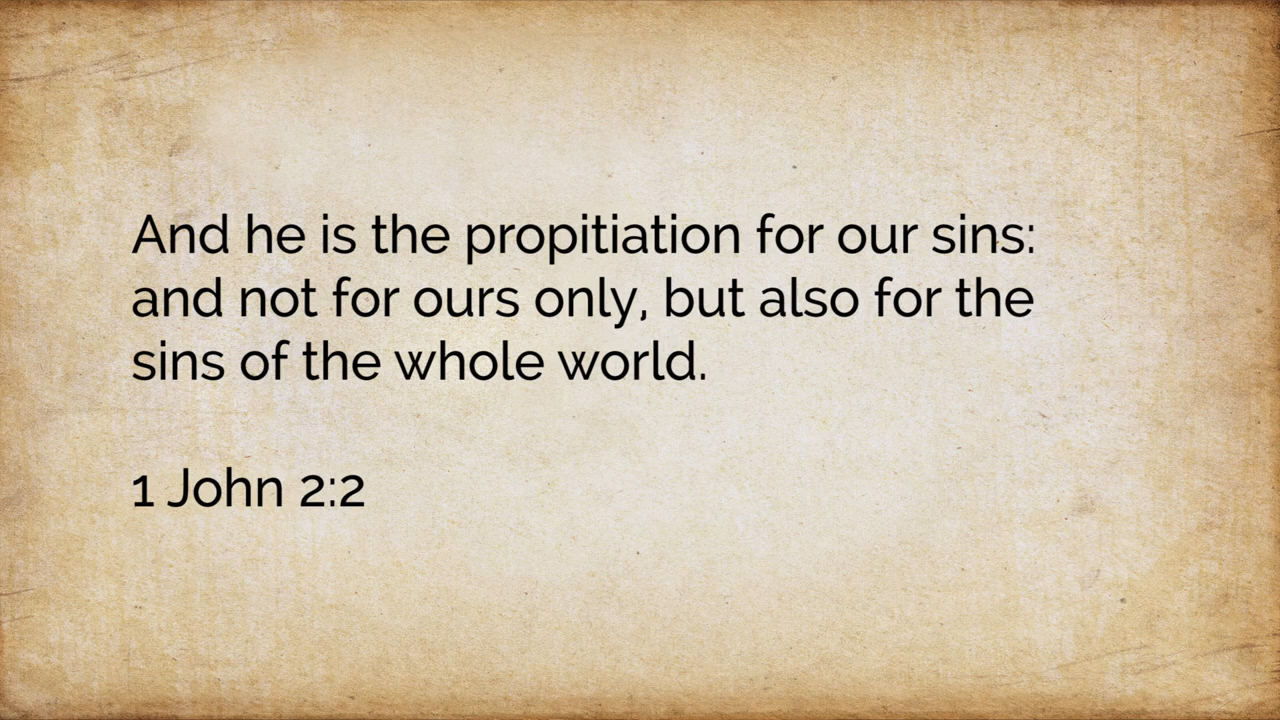 And he is the propitiation for our sins:
and not for ours only, but also for the
sins of the whole world.
1 John 2:2